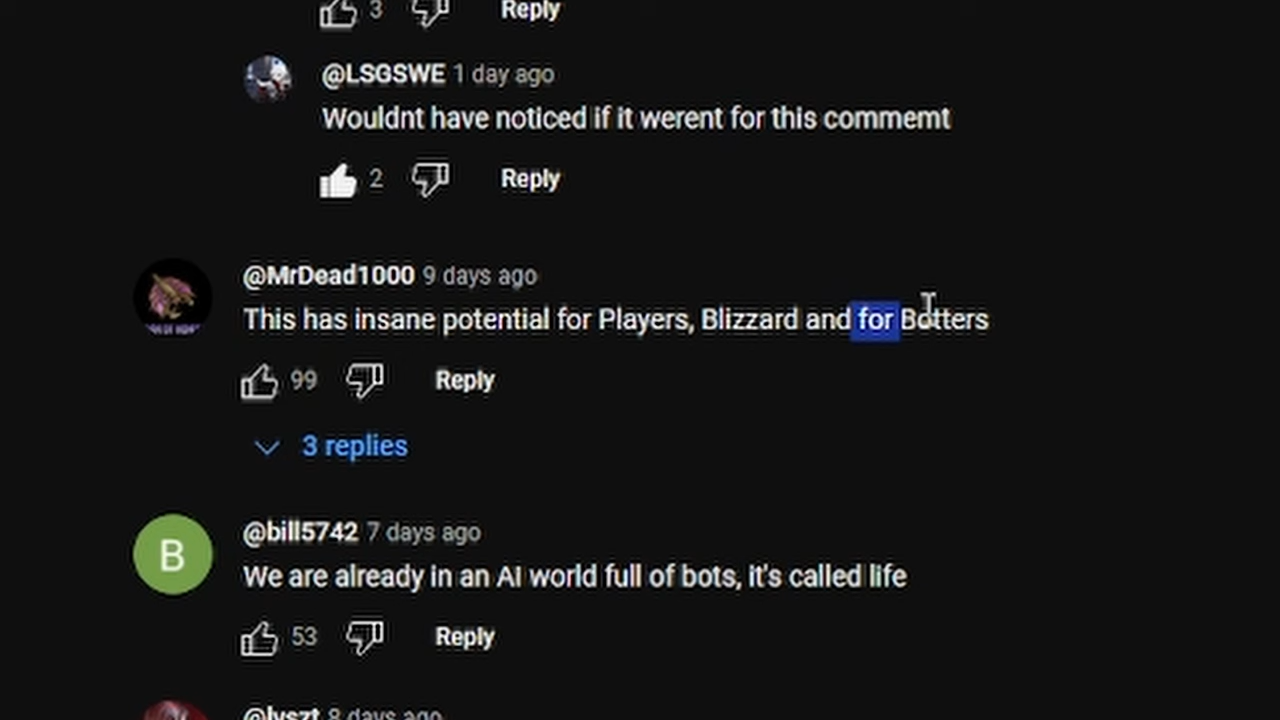 3 Reply
@LSGSWE 1 day ago
Wouldnt have noticed if it werent for this commemt
2 Reply
@MrDead1000 9 days ago
This has insane potential for Players, Blizzard and for Botters
99 Reply
3 replies
B
@bill5742 7 days ago
We are already in an AI world full of bots, it's called life
53 Reply
@lyszt 8 days ago